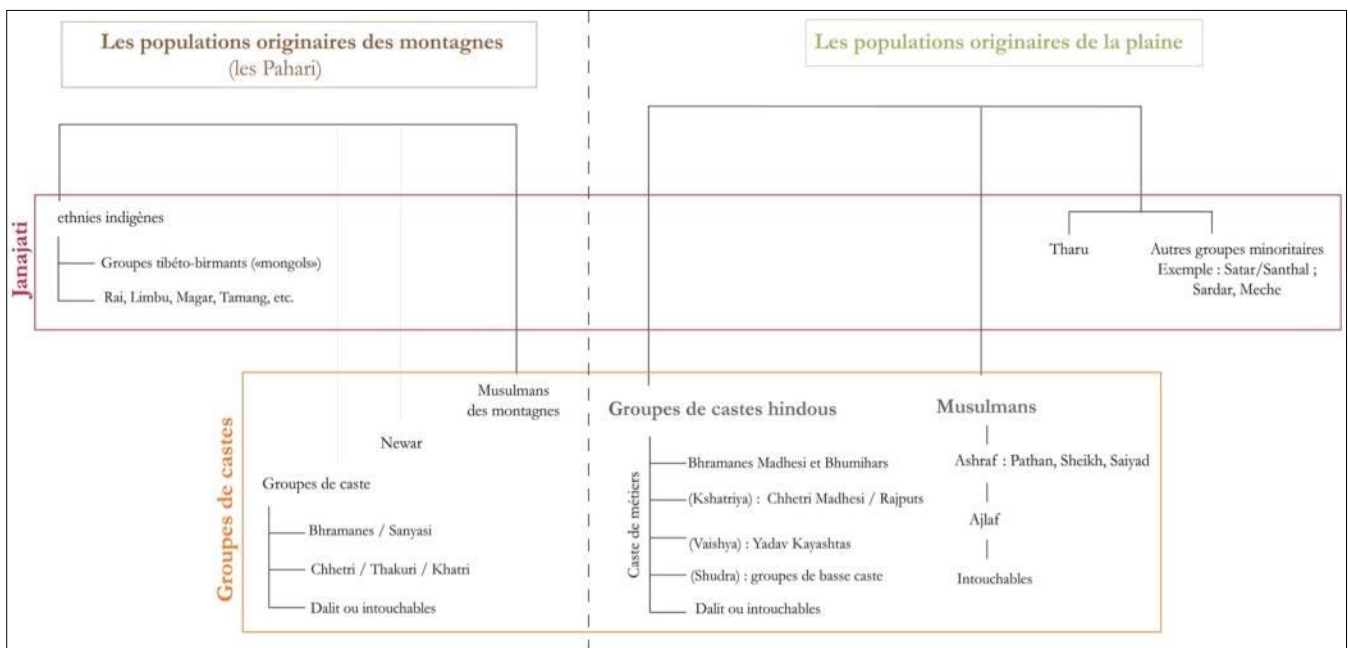 Les populations originaires des montagnes
(les Pahari)
Les populations originaires de la plaine
Janajati
ethnies indigènes
Groupes tibéto-birmants («mongols»)
Rai, Limbu, Magar, Tamang, etc.
Tharu
Autres groupes minoritaires
Exemple : Satar/Santhal ;
Sardar, Meche
Groupes de castes
Musulmans
des montagnes
Newar
Groupes de caste
Bhramanes / Sanyasi
Chhetri / Thakuri / Khatri
Dalit ou intouchables
Groupes de castes hindous
Caste de métiers
Bhramanes Madhesi et Bhumihars
(Kshatriya) : Chhetri Madhesi / Rajputs
(Vaishya) : Yadav Kayashtas
(Shudra) : groupes de basse caste
Dalit ou intouchables
Musulmans
Ashraf : Pathan, Sheikh, Saiyad
Ajlaf
Intouchables